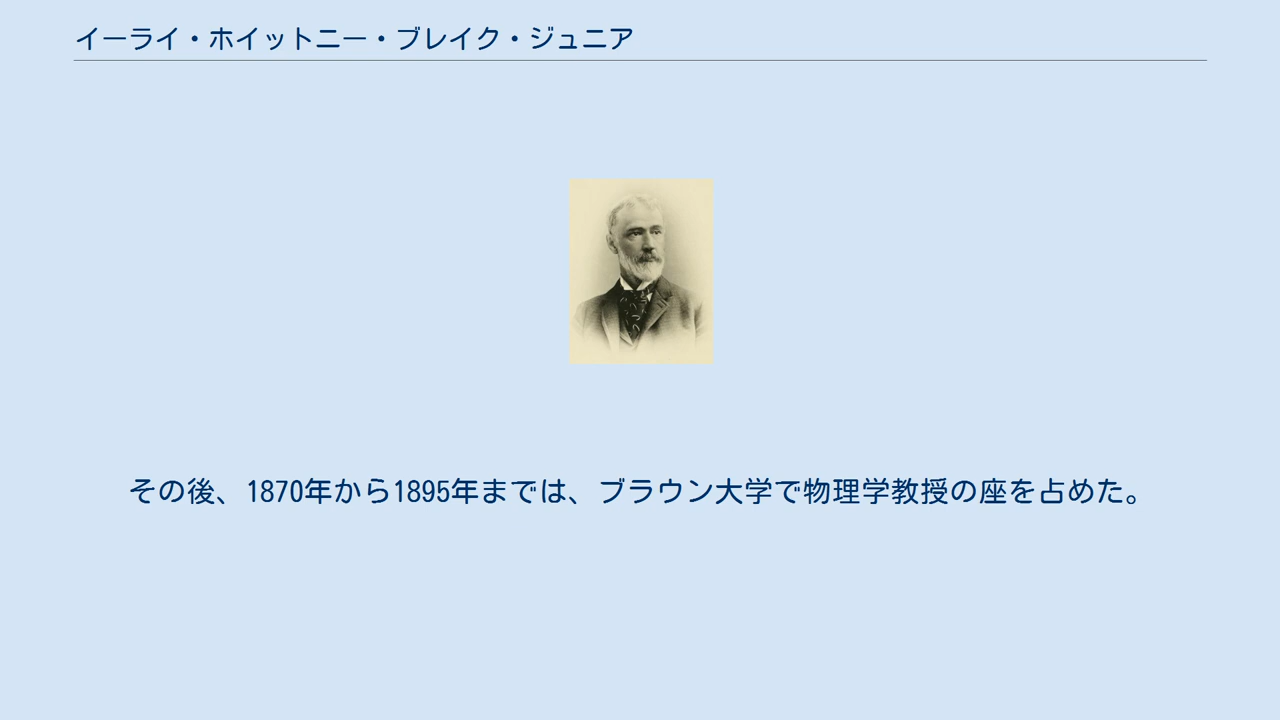 イーライ・ホイットニー・ブレイク・ジュニア
その後、1870年から1895年までは、ブラウン大学で物理学教授の座を占めた。